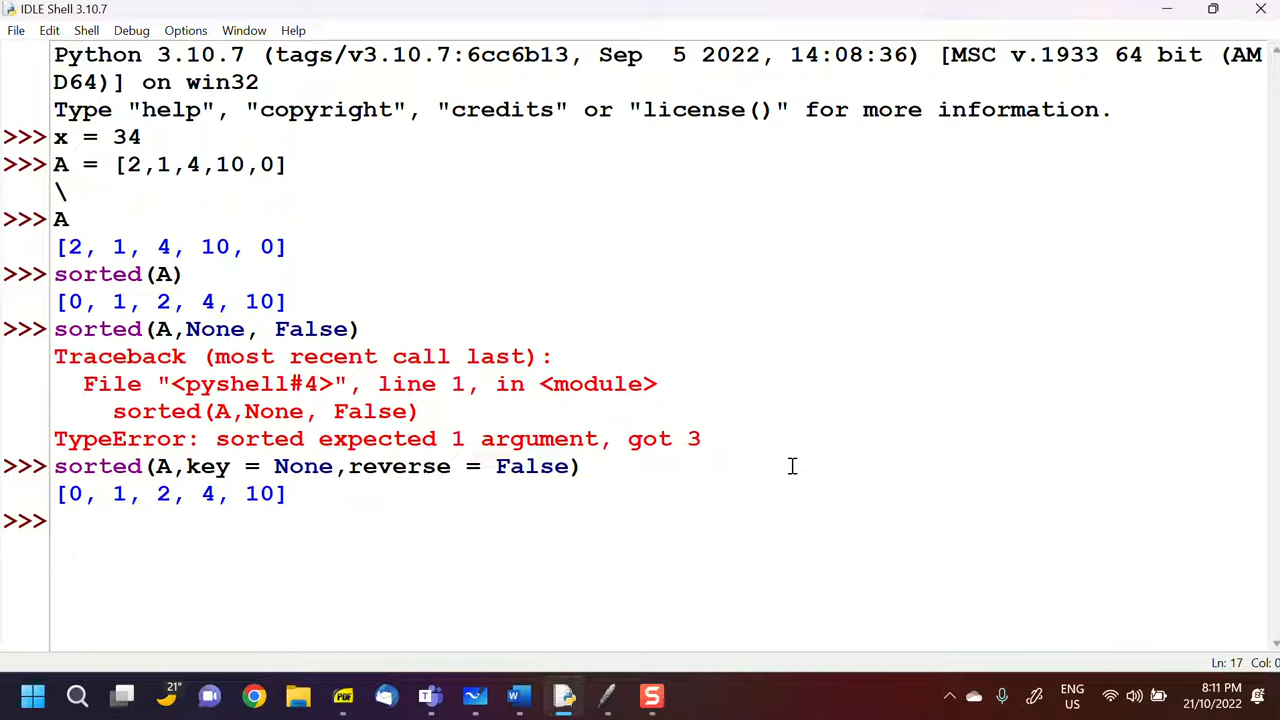 IDLE Shell 3.10.7
File Edit Shell Debug Options Window Help
Python 3.10.7 (tags/v3.10.7:6cc6b13, Sep  5 2022, 14:08:36) [MSC v.1933 64 bit (AM
D64)] on win32
Type "help", "copyright", "credits" or "license()" for more information.
>>> x = 34
>>> A = [2,1,4,10,0]
\
>>> A
[2, 1, 4, 10, 0]
>>> sorted(A)
[0, 1, 2, 4, 10]
>>> sorted(A,None, False)
Traceback (most recent call last):
  File "<pyshell#4>", line 1, in <module>
    sorted(A,None, False)
TypeError: sorted expected 1 argument, got 3
>>> sorted(A,key = None,reverse = False)
[0, 1, 2, 4, 10]
>>>
Ln: 17 Col: 0
21°
PDF
T
W
S
ENG
US
8:11 PM
21/10/2022